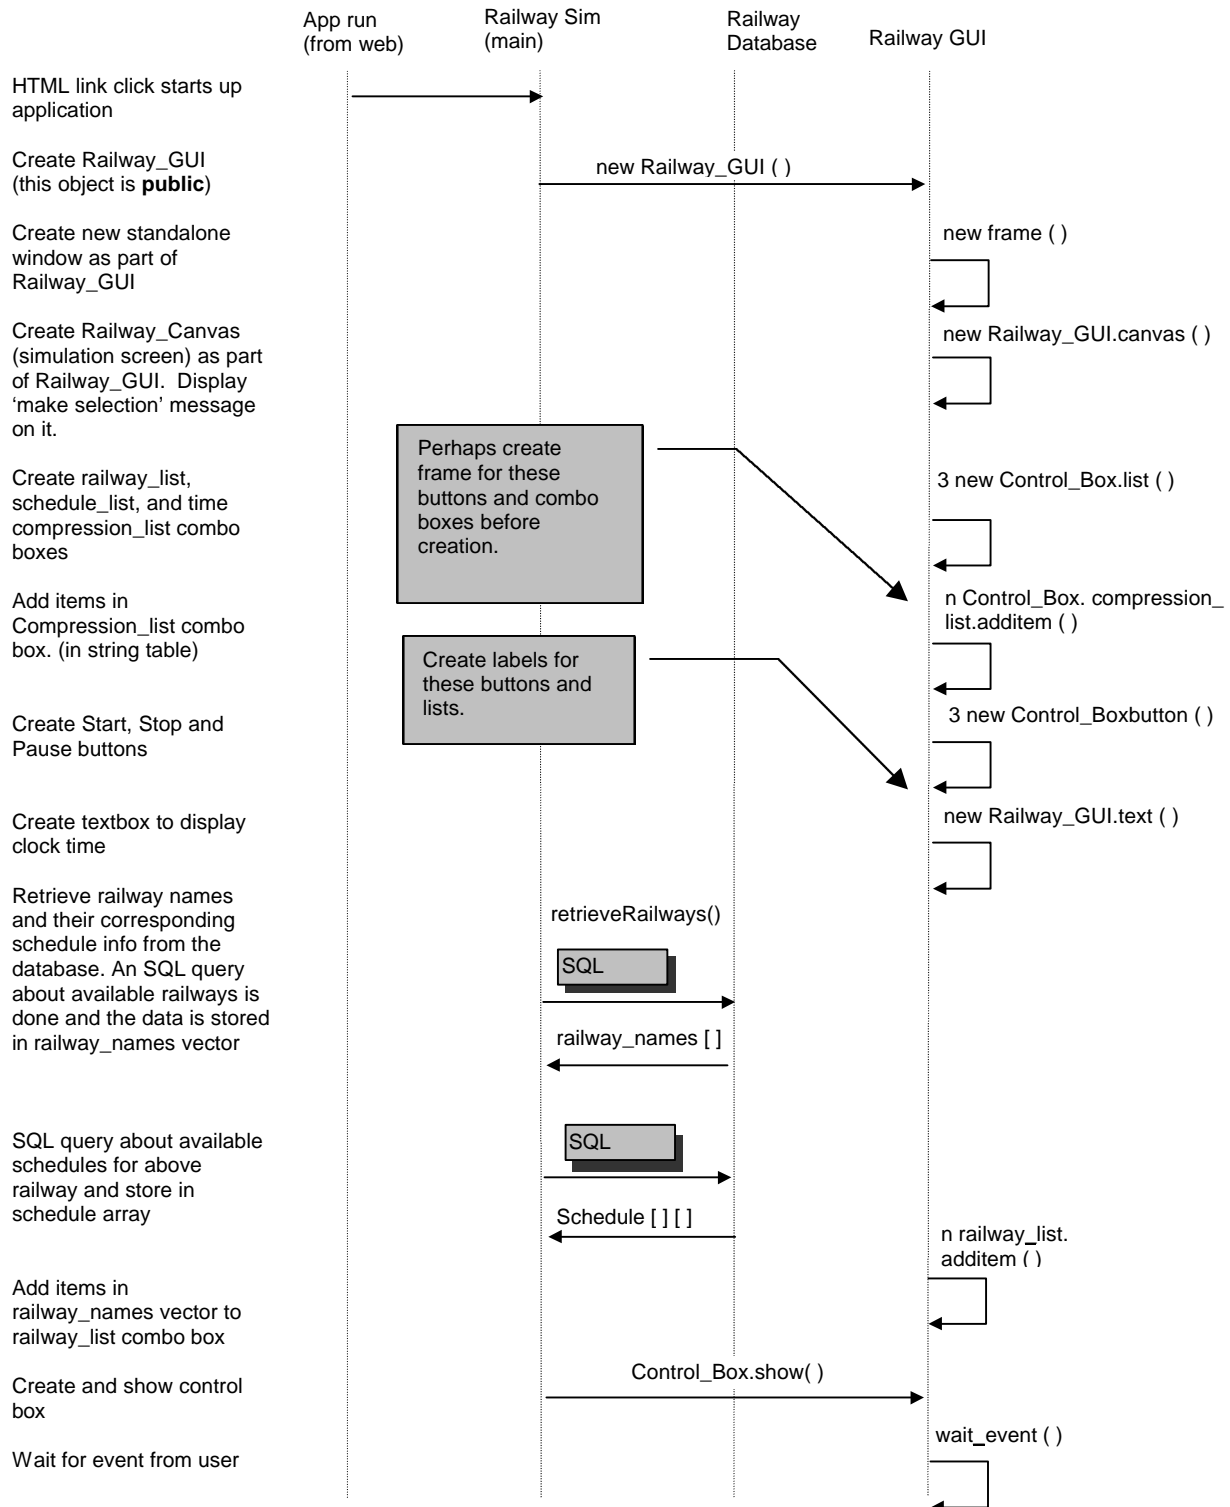 App run
(from web)
Railway Sim
(main)
Railway
Database
Railway GUI
HTML link click starts up
application
Create Railway_GUI
(this object is public)
new Railway_GUI ( )
Create new standalone
window as part of
Railway_GUI
new frame ( )
Create Railway_Canvas
(simulation screen) as part
of Railway_GUI.  Display
‘make selection’ message
on it.
new Railway_GUI.canvas ( )
Perhaps create
frame for these
buttons and combo
boxes before
creation.
Create railway_list,
schedule_list, and time
compression_list combo
boxes
3 new Control_Box.list ( )
Add items in
Compression_list combo
box. (in string table)
n Control_Box. compression_
list.additem ( )
Create labels for
these buttons and
lists.
Create Start, Stop and
Pause buttons
3 new Control_Boxbutton ( )
Create textbox to display
clock time
new Railway_GUI.text ( )
Retrieve railway names
and their corresponding
schedule info from the
database. An SQL query
about available railways is
done and the data is stored
in railway_names vector
retrieveRailways()
SQL
railway_names [ ]
SQL query about available
schedules for above
railway and store in
schedule array
SQL
Schedule [ ] [ ]
n railway_list.
additem ( )
Add items in
railway_names vector to
railway_list combo box
Create and show control
box
Control_Box.show( )
Wait for event from user
wait_event ( )